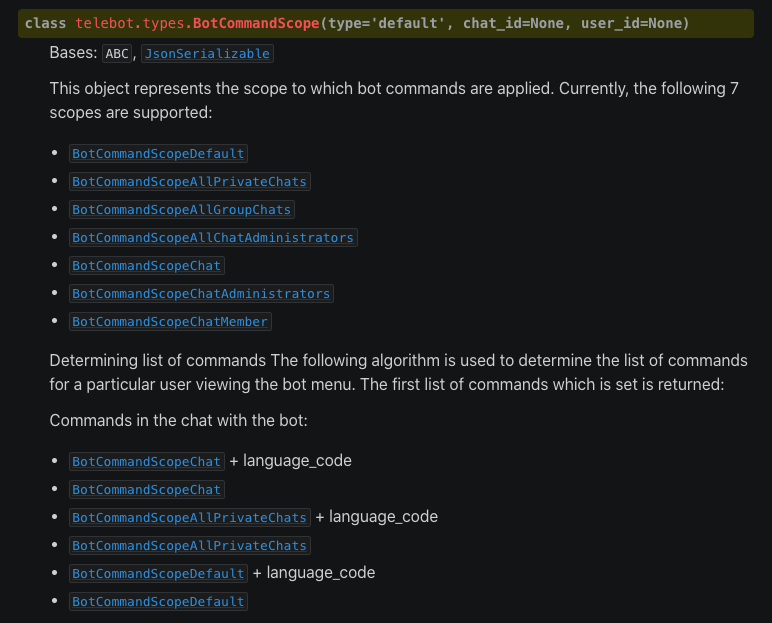 class telebot.types.BotCommandScope(type='default', chat_id=None, user_id=None)
Bases: ABC, JsonSerializable
This object represents the scope to which bot commands are applied. Currently, the following 7
scopes are supported:
• BotCommandScopeDefault
• BotCommandScopeAllPrivateChats
• BotCommandScopeAllGroupChats
• BotCommandScopeAllChatAdministrators
• BotCommandScopeChat
• BotCommandScopeChatAdministrators
• BotCommandScopeChatMember
Determining list of commands The following algorithm is used to determine the list of commands
for a particular user viewing the bot menu. The first list of commands which is set is returned:
Commands in the chat with the bot:
• BotCommandScopeChat + language_code
• BotCommandScopeChat
• BotCommandScopeAllPrivateChats + language_code
• BotCommandScopeAllPrivateChats
• BotCommandScopeDefault + language_code
• BotCommandScopeDefault